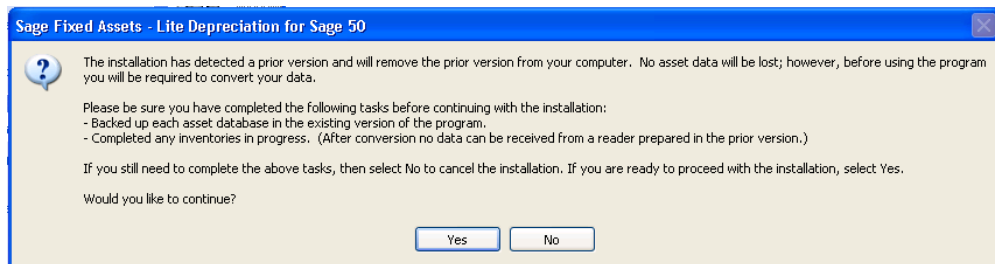 Sage Fixed Assets - Lite Depreciation for Sage 50
The installation has detected a prior version and will remove the prior version from your computer.  No asset data will be lost; however, before using the program
you will be required to convert your data.
Please be sure you have completed the following tasks before continuing with the installation:
- Backed up each asset database in the existing version of the program.
- Completed any inventories in progress.  (After conversion no data can be received from a reader prepared in the prior version.)
If you still need to complete the above tasks, then select No to cancel the installation. If you are ready to proceed with the installation, select Yes.
Would you like to continue?
Yes
No